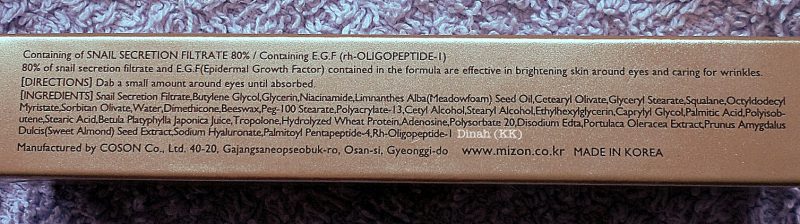 Containing of SNAIL SECRETION FILTRATE 80% / Containing E.G.F (rh-OLIGOPEPTIDE-1)
80% of snail secretion filtrate and E.G.F(Epidermal Growth Factor) contained in the formula are effective in brightening skin around eyes and caring for wrinkles.
[DIRECTIONS] Dab a small amount around eyes until absorbed.
[INGREDIENTS] Snail Secretion Filtrate,Butylene Glycol,Glycerin,Niacinamide,Limnanthes Alba(Meadowfoam) Seed Oil,Cetearyl Olivate,Glyceryl Stearate,Squalane,Octyldodecyl
Myristate,Sorbitan Olivate,Water,Dimethicone,Beeswax,Peg-100 Stearate,Polyacrylate-13,Cetyl Alcohol,Stearyl Alcohol,Ethylhexylglycerin,Caprylyl Glycol,Palmitic Acid,Polyisob-
utene,Stearic Acid,Betula Platyphylla Japonica Juice,Tropolone,Hydrolyzed Wheat Protein,Adenosine,Polysorbate 20,Disodium Edta,Portulaca Oleracea Extract,Prunus Amygdalus
Dulcis(Sweet Almond) Seed Extract,Sodium Hyaluronate,Palmitoyl Pentapeptide-4,Rh-Oligopeptide-1 Dinah (KK)
Manufactured by COSON Co., Ltd. 40-20, Gajangsaneopseobuk-ro, Osan-si, Gyeonggi-do www.mizon.co.kr MADE IN KOREA